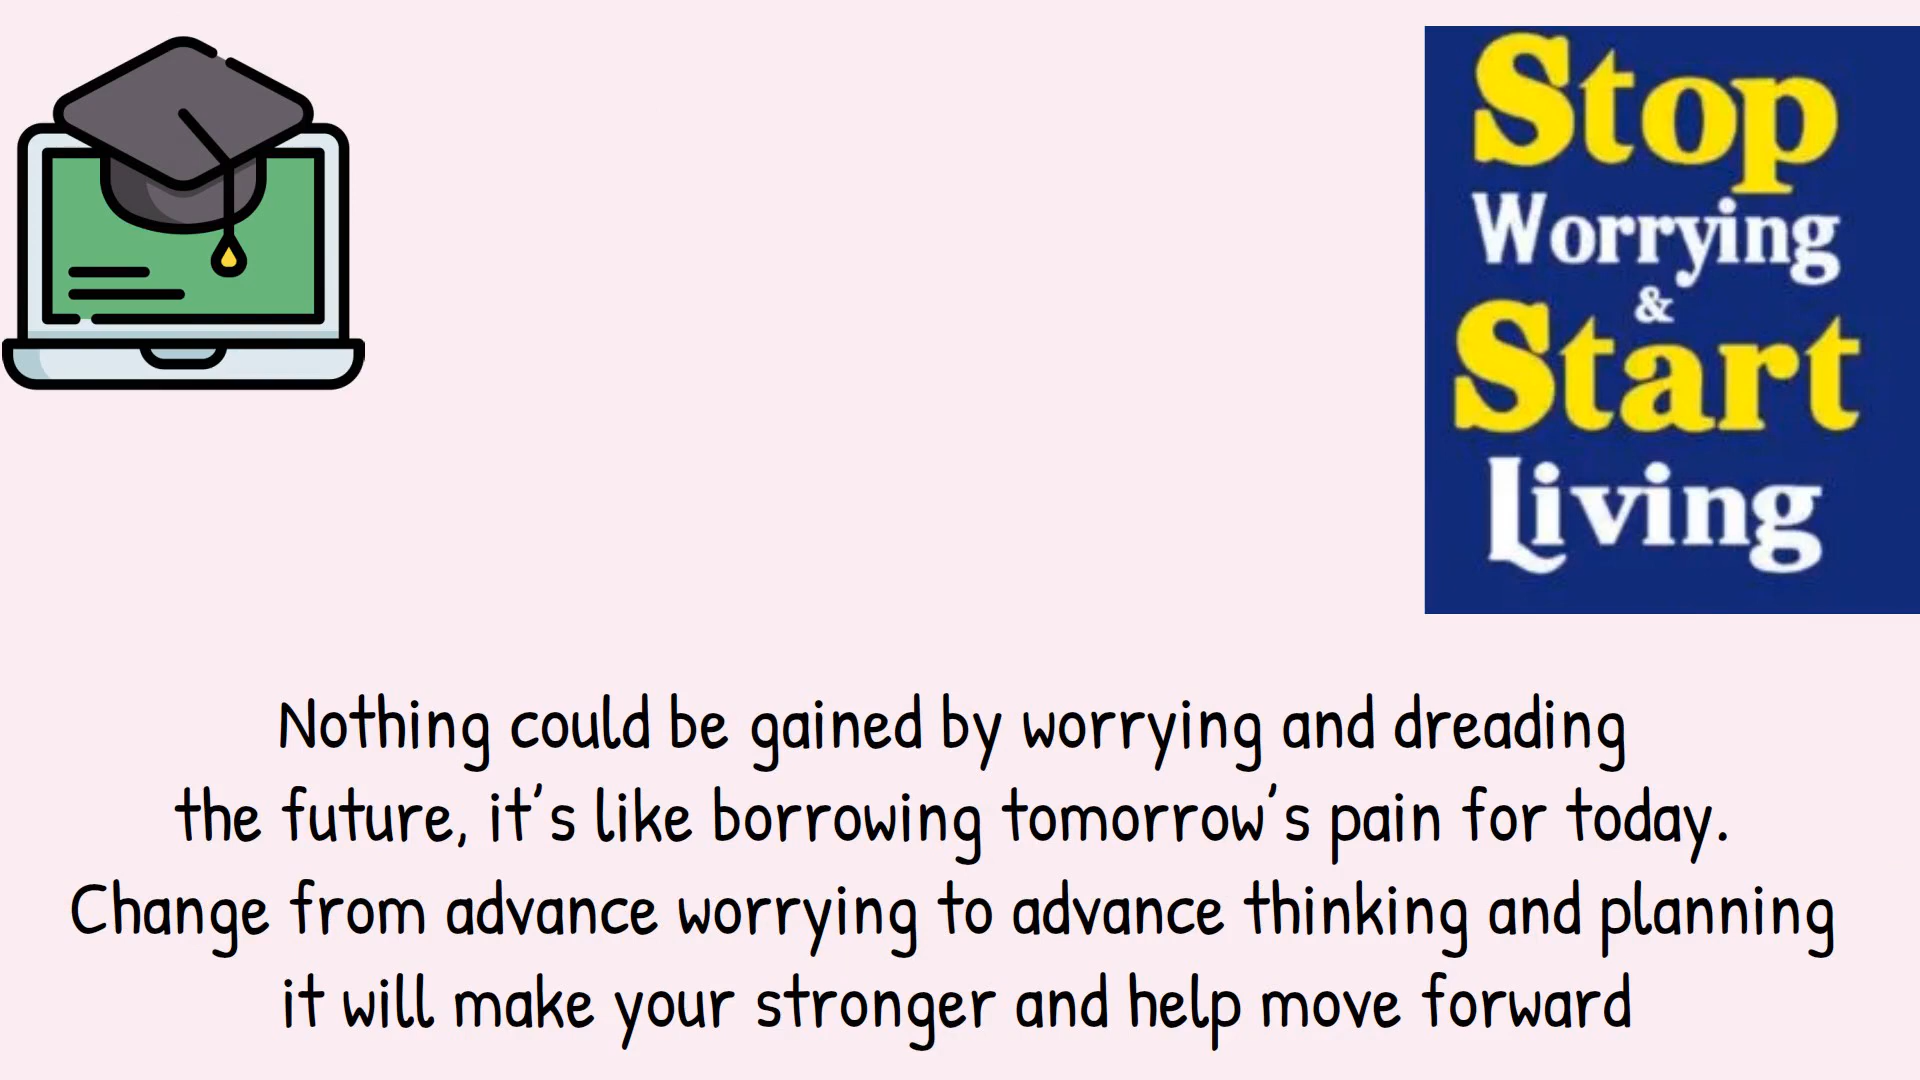 Stop
Worrying
&
Start
Living
Nothing could be gained by worrying and dreading
the future, it's like borrowing tomorrow's pain for today.
Change from advance worrying to advance thinking and planning
it will make your stronger and help move forward